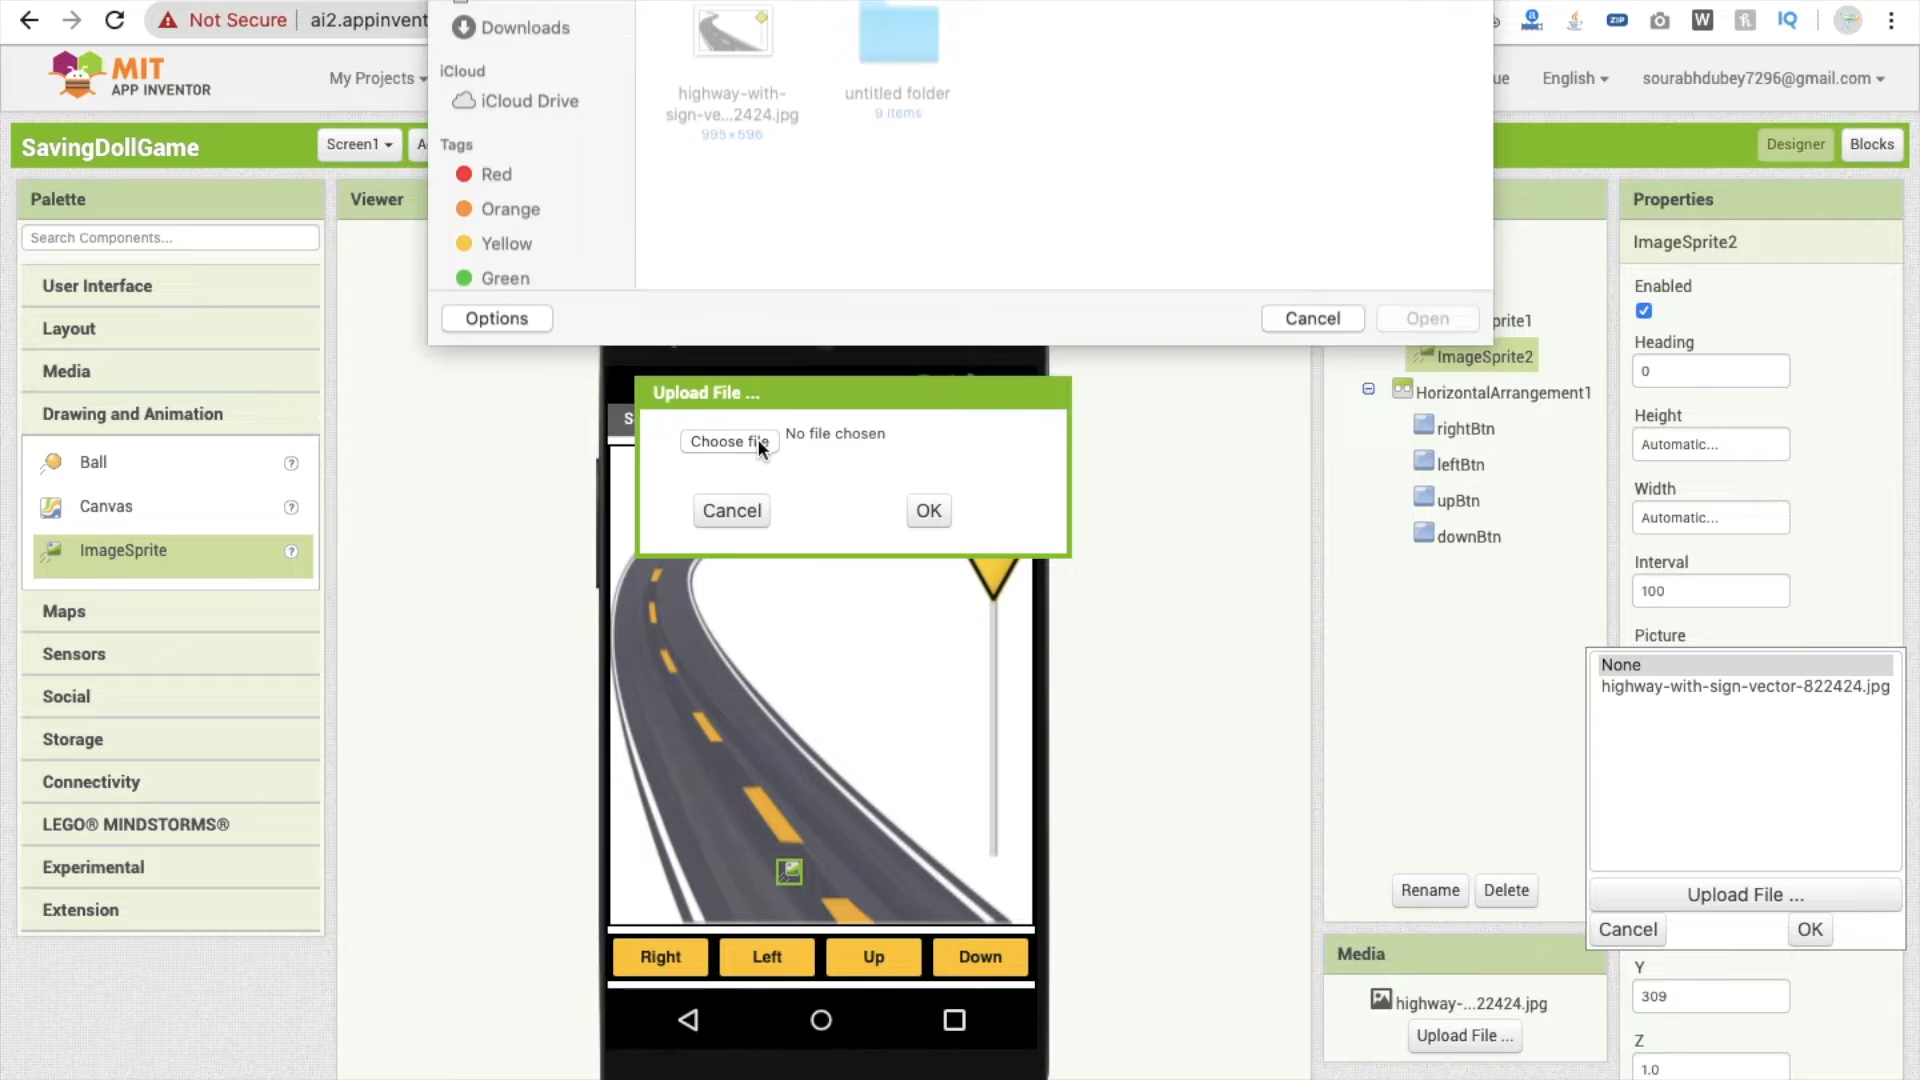 Not Secure
ai2.appinvent
ZIP
W
IQ
MIT
APP INVENTOR
My Projects
ue
English
sourabhdubey7296@gmail.com
Downloads
iCloud
iCloud Drive
Tags
Red
Orange
Yellow
Green
highway-with-
sign-ve...2424.jpg
untitled folder
9 items
Options
Cancel
Open
SavingDollGame
Screen1
Designer
Blocks
Palette
Search Components...
User Interface
Layout
Media
Drawing and Animation
Ball
?
Canvas
?
ImageSprite
?
Maps
Sensors
Social
Storage
Connectivity
LEGO® MINDSTORMS®
Experimental
Extension
Viewer
S
Upload File ...
Choose file
No file chosen
Cancel
OK
Right
Left
Up
Down
prite1
ImageSprite2
HorizontalArrangement1
rightBtn
leftBtn
upBtn
downBtn
Rename
Delete
Media
highway-...22424.jpg
Upload File ...
Properties
ImageSprite2
Enabled
Heading
0
Height
Automatic...
Width
Automatic...
Interval
100
Picture
None
highway-with-sign-vector-822424.jpg
Upload File ...
Cancel
OK
Y
309
Z
1.0